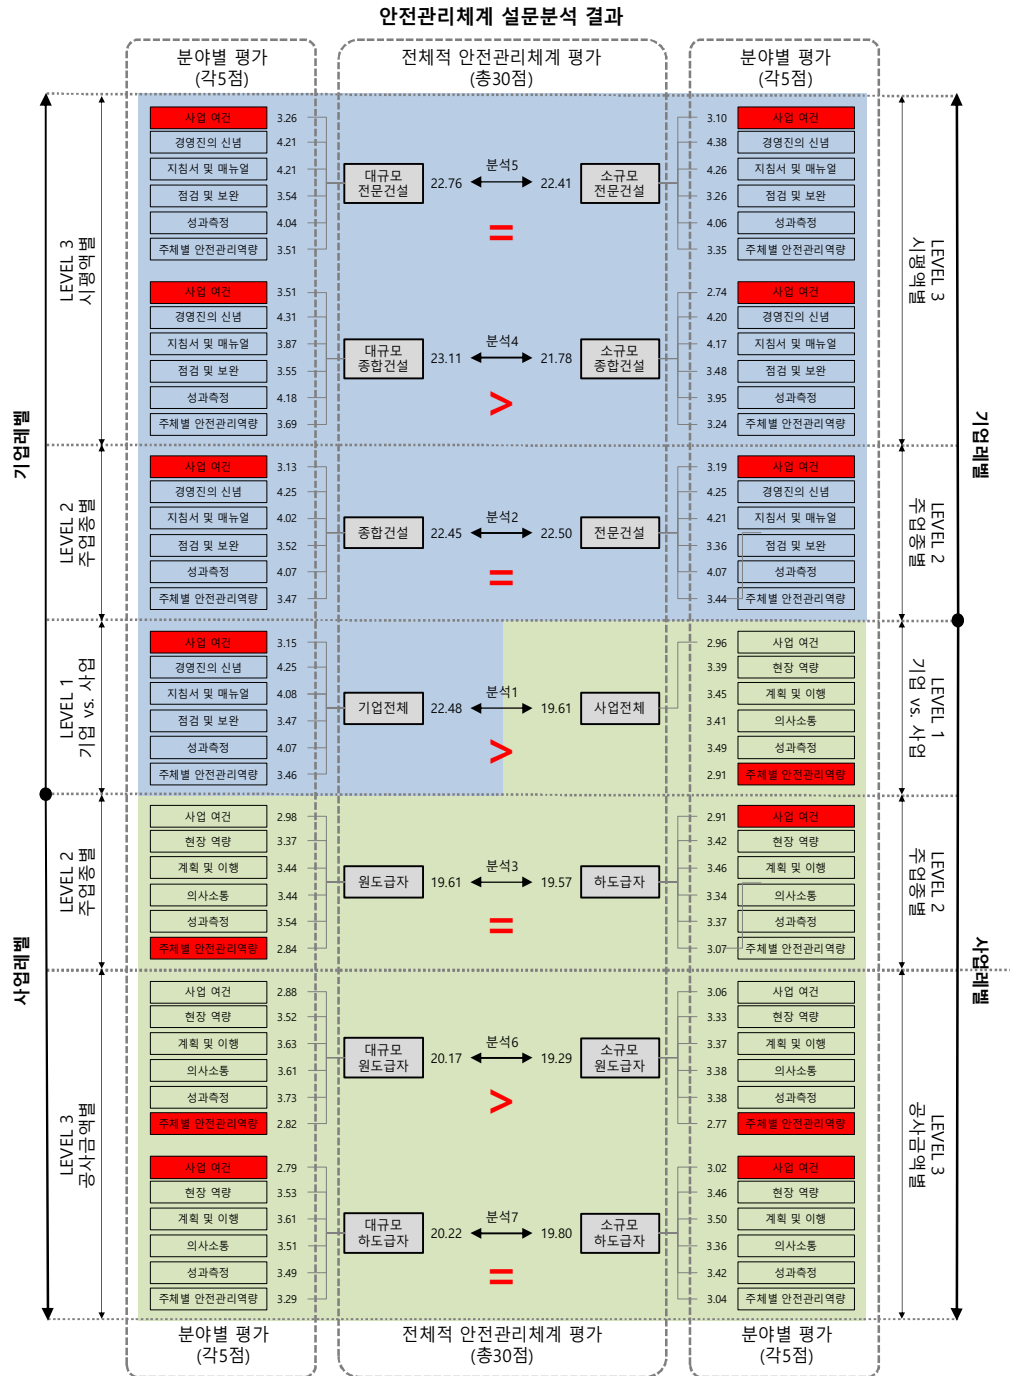 안전관리체계 설문분석 결과
분야별 평가
(각5점)
전체적 안전관리체계 평가
(총30점)
분야별 평가
(각5점)
기업레벨
사업레벨
LEVEL 3
시평액별
사업 여건 3.26
경영진의 신념 4.21
지침서 및 매뉴얼 4.21
점검 및 보완 3.54
성과측정 4.04
주체별 안전관리역량 3.51
대규모
전문건설
22.76
분석5
22.41
=
소규모
전문건설
3.10 사업 여건
4.38 경영진의 신념
4.26 지침서 및 매뉴얼
3.26 점검 및 보완
4.06 성과측정
3.35 주체별 안전관리역량
LEVEL 3
시평액별
사업 여건 3.51
경영진의 신념 4.31
지침서 및 매뉴얼 3.87
점검 및 보완 3.55
성과측정 4.18
주체별 안전관리역량 3.69
대규모
종합건설
23.11
분석4
21.78
>
소규모
종합건설
2.74 사업 여건
4.20 경영진의 신념
4.17 지침서 및 매뉴얼
3.48 점검 및 보완
3.95 성과측정
3.24 주체별 안전관리역량
LEVEL 2
주업종별
사업 여건 3.13
경영진의 신념 4.25
지침서 및 매뉴얼 4.02
점검 및 보완 3.52
성과측정 4.07
주체별 안전관리역량 3.47
종합건설
22.45
분석2
22.50
=
전문건설
3.19 사업 여건
4.25 경영진의 신념
4.21 지침서 및 매뉴얼
3.36 점검 및 보완
4.07 성과측정
3.44 주체별 안전관리역량
LEVEL 2
주업종별
LEVEL 1
기업 vs. 사업
사업 여건 3.15
경영진의 신념 4.25
지침서 및 매뉴얼 4.08
점검 및 보완 3.47
성과측정 4.07
주체별 안전관리역량 3.46
기업전체
22.48
분석1
19.61
>
사업전체
2.96 사업 여건
3.39 현장 역량
3.45 계획 및 이행
3.41 의사소통
3.49 성과측정
2.91 주체별 안전관리역량
LEVEL 1
기업 vs. 사업
LEVEL 2
주업종별
사업 여건 2.98
현장 역량 3.37
계획 및 이행 3.44
의사소통 3.44
성과측정 3.54
주체별 안전관리역량 2.84
원도급자
19.61
분석3
19.57
=
하도급자
2.91 사업 여건
3.42 현장 역량
3.46 계획 및 이행
3.34 의사소통
3.37 성과측정
3.07 주체별 안전관리역량
LEVEL 2
주업종별
LEVEL 3
공사금액별
사업 여건 2.88
현장 역량 3.52
계획 및 이행 3.63
의사소통 3.61
성과측정 3.73
주체별 안전관리역량 2.82
대규모
원도급자
20.17
분석6
19.29
>
소규모
원도급자
3.06 사업 여건
3.33 현장 역량
3.37 계획 및 이행
3.38 의사소통
3.38 성과측정
2.77 주체별 안전관리역량
LEVEL 3
공사금액별
사업 여건 2.79
현장 역량 3.53
계획 및 이행 3.61
의사소통 3.51
성과측정 3.49
주체별 안전관리역량 3.29
대규모
하도급자
20.22
분석7
19.80
=
소규모
하도급자
3.02 사업 여건
3.46 현장 역량
3.50 계획 및 이행
3.36 의사소통
3.42 성과측정
3.04 주체별 안전관리역량
기업레벨
사업레벨
분야별 평가
(각5점)
전체적 안전관리체계 평가
(총30점)
분야별 평가
(각5점)